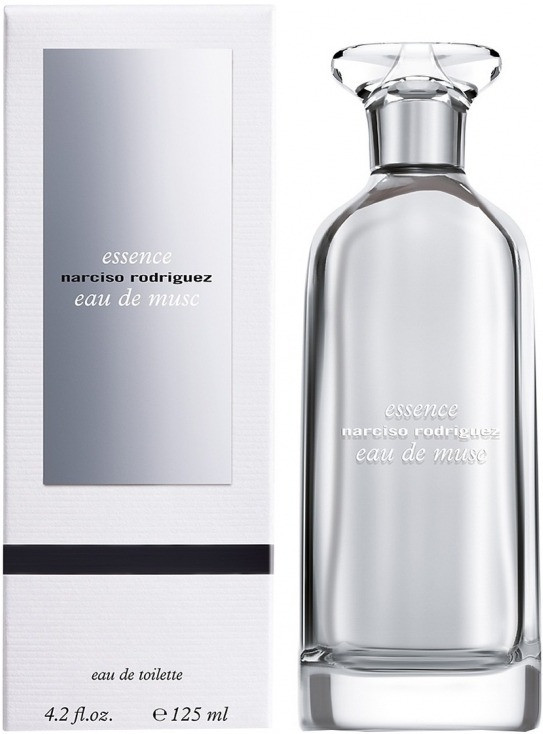 essence
narciso rodriguez
eau de musc
eau de toilette
4.2 fl.oz. ℮ 125 ml
essence
narciso rodriguez
eau de musc